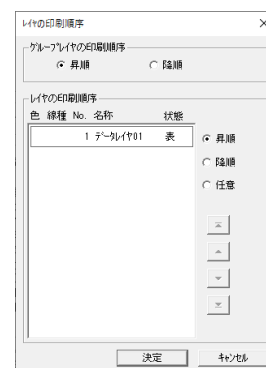 ﾚｲﾔの印刷順序
ｸﾞﾙｰﾌﾟﾚｲﾔの印刷順序
昇順 降順
ﾚｲﾔの印刷順序
色 線種 No. 名称 状態
1 ﾃﾞｰﾀﾚｲﾔ01 表
昇順
降順
任意
決定 ｷｬﾝｾﾙ